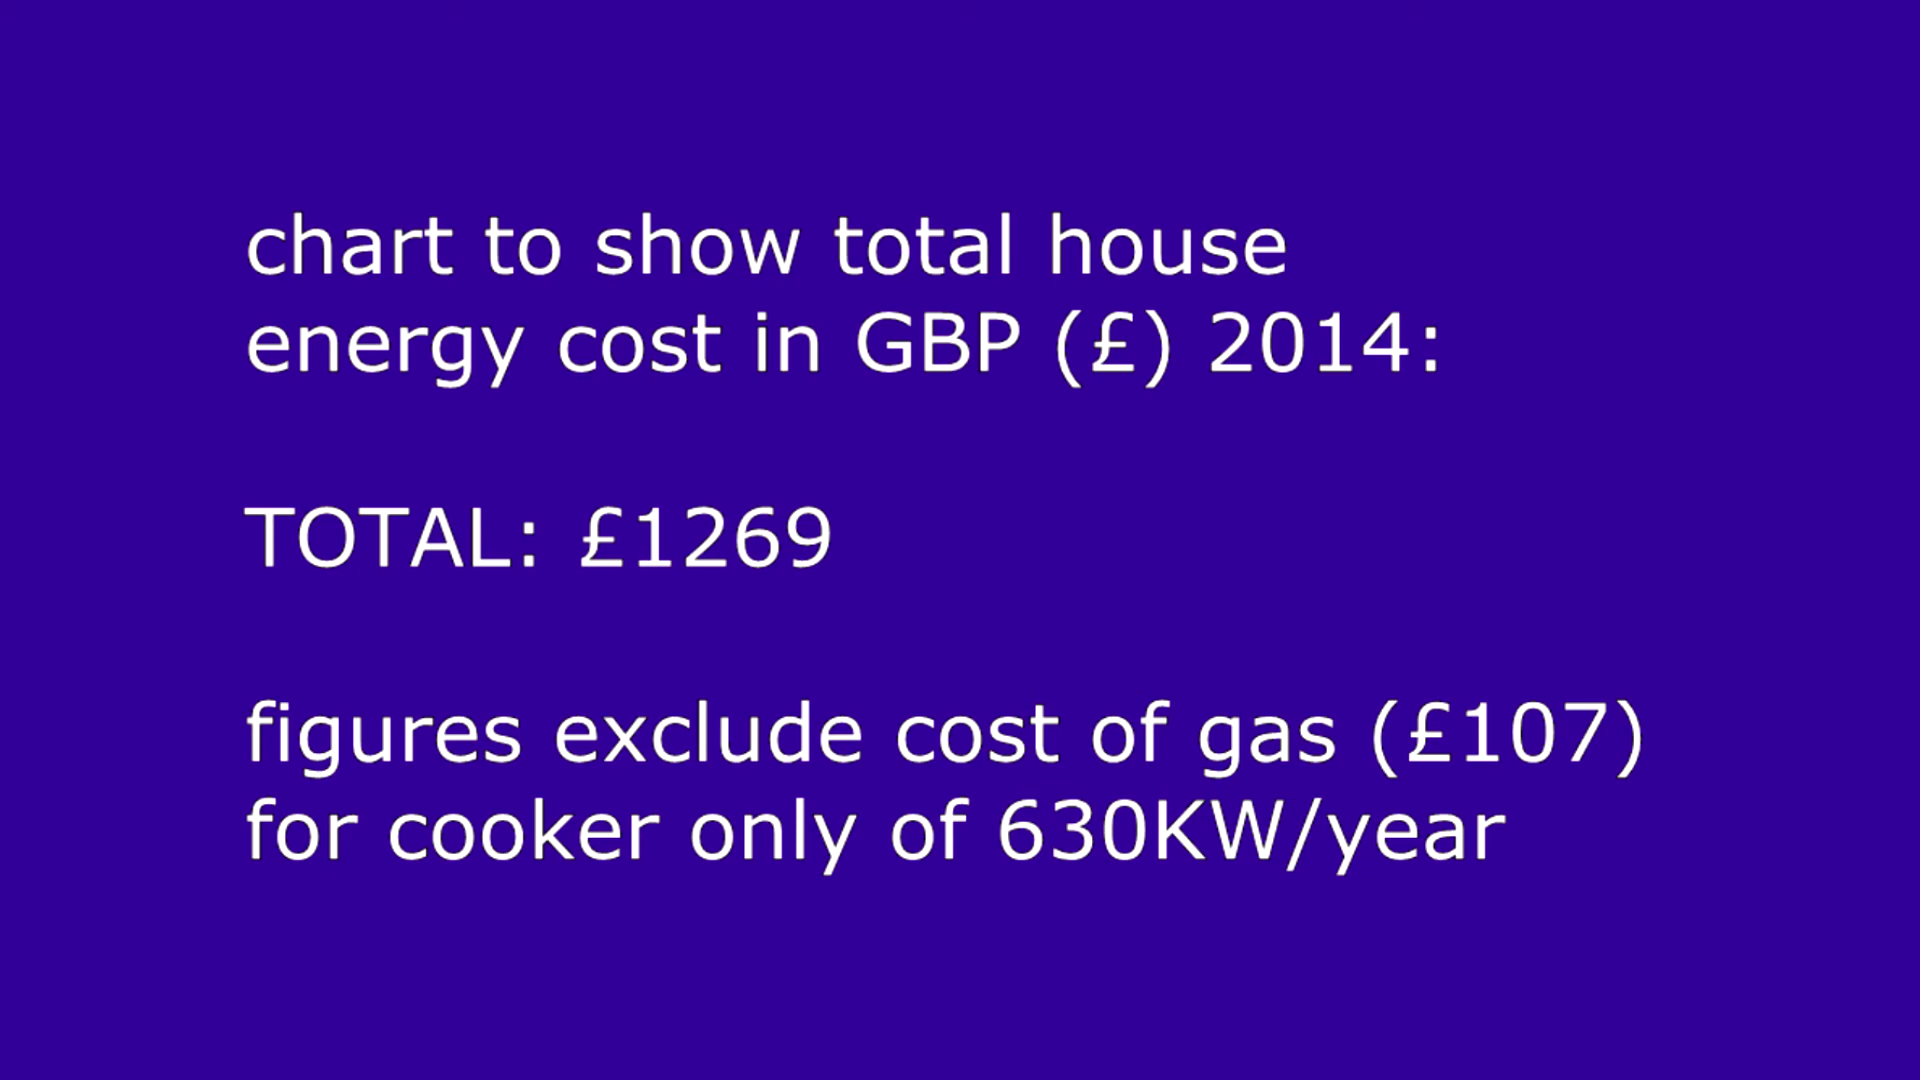 chart to show total house
energy cost in GBP (£) 2014:
TOTAL: £1269
figures exclude cost of gas (£107)
for cooker only of 630KW/year